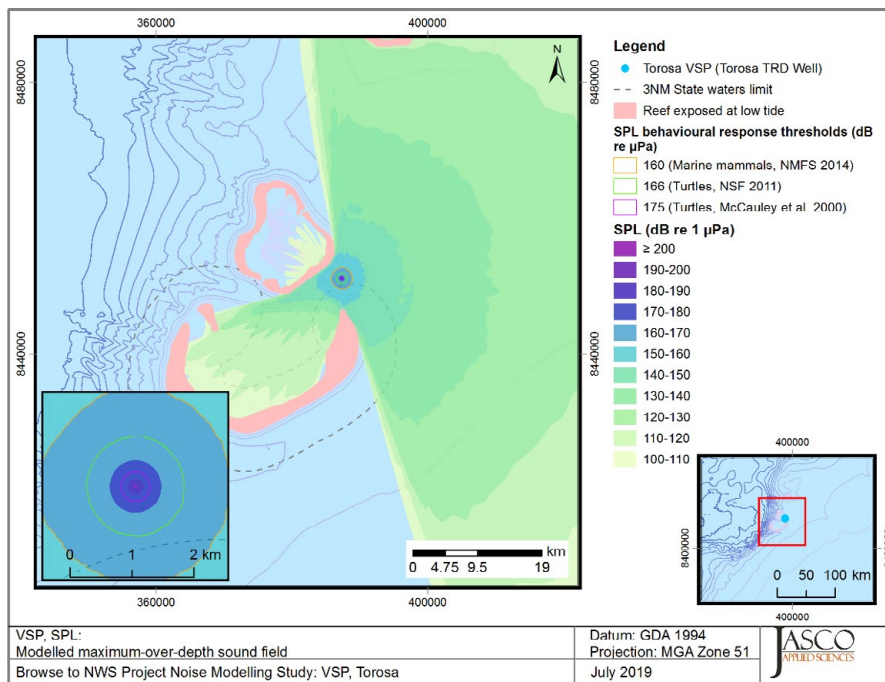 360000
400000
8480000
8480000
N
8440000
8440000
0 1 2 km
km
0 4.75 9.5 19
360000
400000
Legend
Torosa VSP (Torosa TRD Well)
3NM State waters limit
Reef exposed at low tide
SPL behavioural response thresholds (dB
re µPa)
160 (Marine mammals, NMFS 2014)
166 (Turtles, NSF 2011)
175 (Turtles, McCauley et al. 2000)
SPL (dB re 1 µPa)
≥ 200
190-200
180-190
170-180
160-170
150-160
140-150
130-140
120-130
110-120
100-110
400000
8400000
0 50 100 km
400000
VSP, SPL:
Modelled maximum-over-depth sound field
Browse to NWS Project Noise Modelling Study: VSP, Torosa
Datum: GDA 1994
Projection: MGA Zone 51
July 2019
JASCO
APPLIED SCIENCES